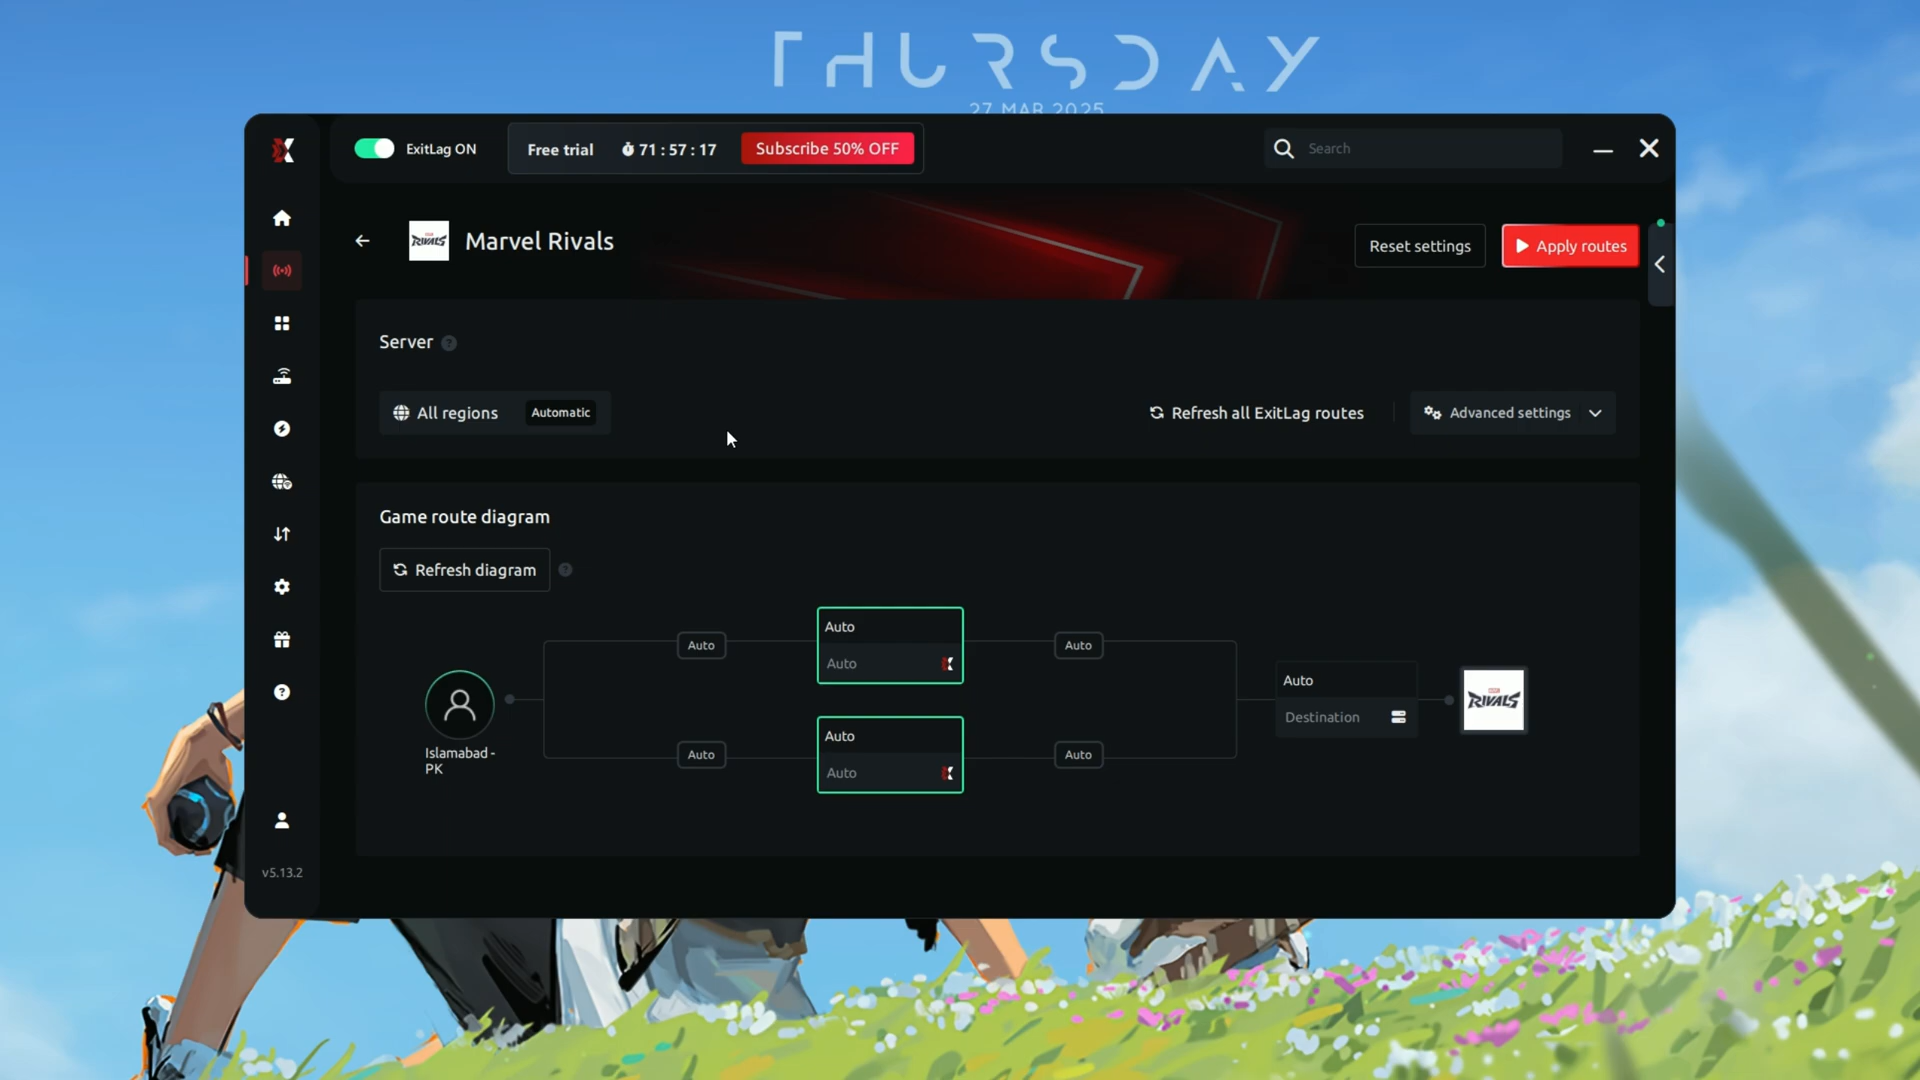 THURSDAY
27 MAR 2025
ExitLag ON
Free trial
71 : 57 : 17
Subscribe 50% OFF
Search
RIVALS
Marvel Rivals
Reset settings
Apply routes
Server
?
All regions
Automatic
Refresh all ExitLag routes
Advanced settings
Game route diagram
Refresh diagram
?
Auto
Auto
Auto
Auto
Auto
Destination
RIVALS
Islamabad -
PK
Auto
Auto
Auto
Auto
v5.13.2